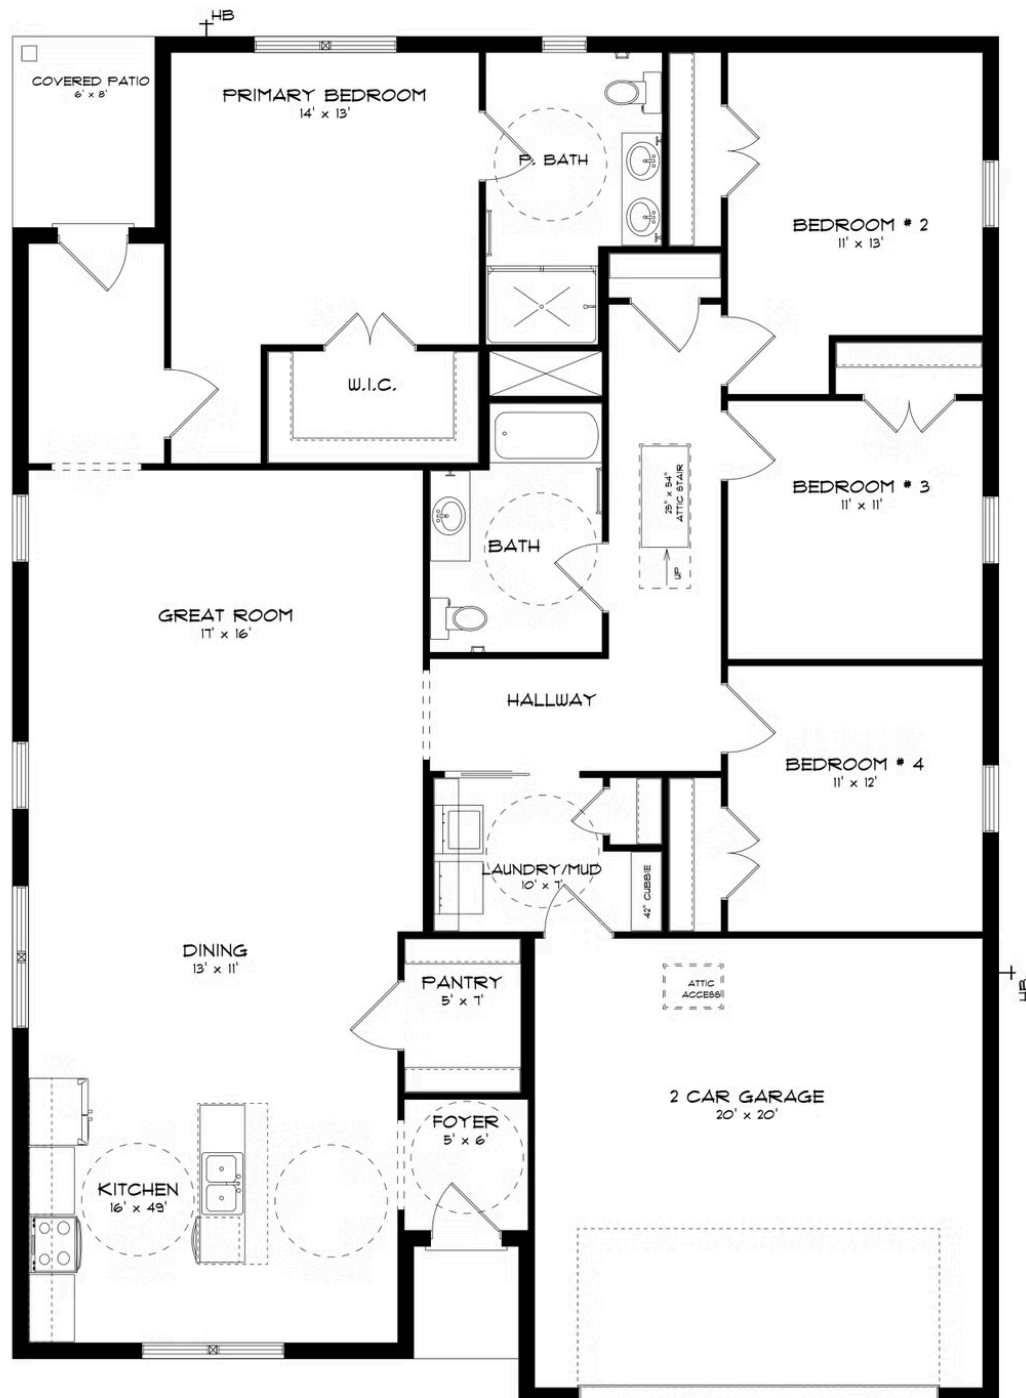 HB
COVERED PATIO
6' x 8'
PRIMARY BEDROOM
14' x 13'
P. BATH
BEDROOM # 2
11' x 13'
W.I.C.
BEDROOM # 3
11' x 11'
25" x 54"
ATTIC STAIR
UP
BATH
GREAT ROOM
17' x 16'
HALLWAY
BEDROOM # 4
11' x 12'
LAUNDRY/MUD
10' x 7'
42" CUBBIE
DINING
13' x 11'
PANTRY
5' x 7'
ATTIC
ACCESS
HB
2 CAR GARAGE
20' x 20'
FOYER
5' x 6'
KITCHEN
16' x 49'